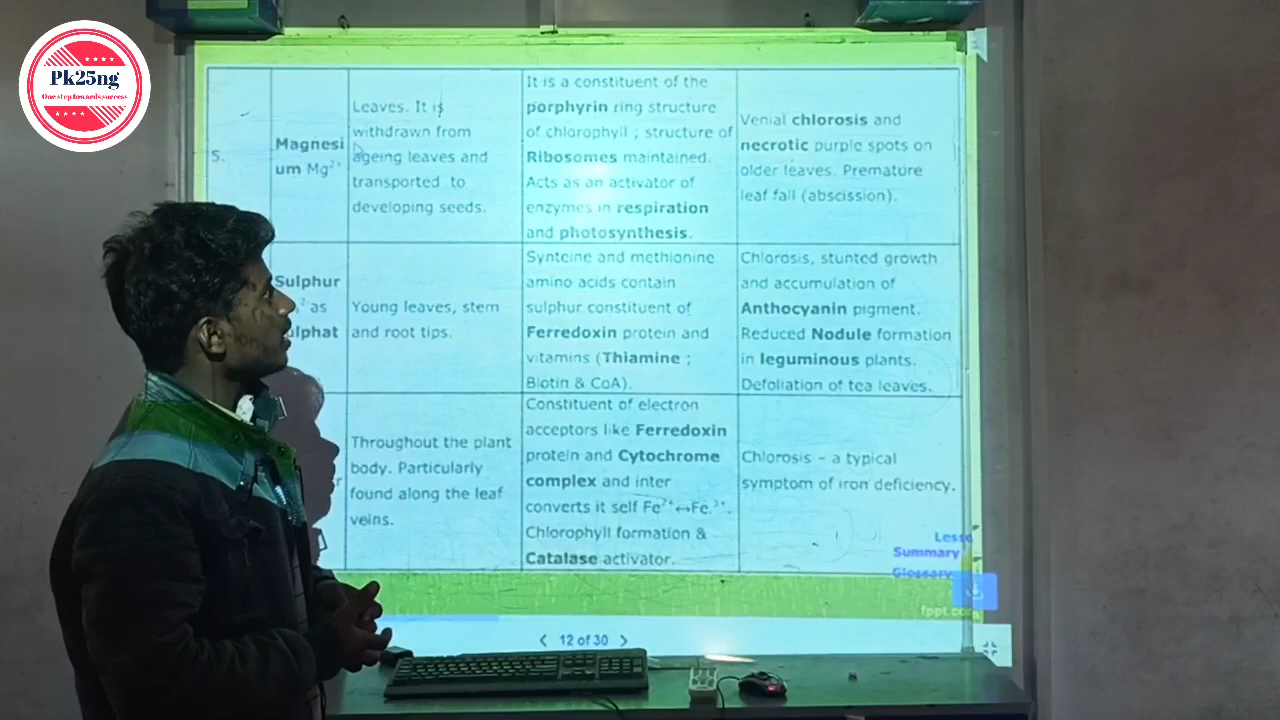 Pk25ng
One step towards success
5.
Magnesi
um Mg²⁺
Leaves. It is
withdrawn from
ageing leaves and
transported to
developing seeds.
It is a constituent of the
porphyrin ring structure
of chlorophyll ; structure of
Ribosomes maintained.
Acts as an activator of
enzymes in respiration
and photosynthesis.
Venial chlorosis and
necrotic purple spots on
older leaves. Premature
leaf fall (abscission).
Sulphur
as
Young leaves, stem
and root tips.
Synteine and methionine
amino acids contain
sulphur constituent of
Ferredoxin protein and
vitamins (Thiamine ;
Biotin & CoA).
Chlorosis, stunted growth
and accumulation of
Anthocyanin pigment.
Reduced Nodule formation
in leguminous plants.
Defoliation of tea leaves.
Throughout the plant
body. Particularly
found along the leaf
veins.
Constituent of electron
acceptors like Ferredoxin
protein and Cytochrome
complex and inter
converts it self Fe²⁺↔Fe.³⁺.
Chlorophyll formation &
Catalase activator.
Chlorosis – a typical
symptom of iron deficiency.
Summary
Glossary
fppt.com
12 of 30